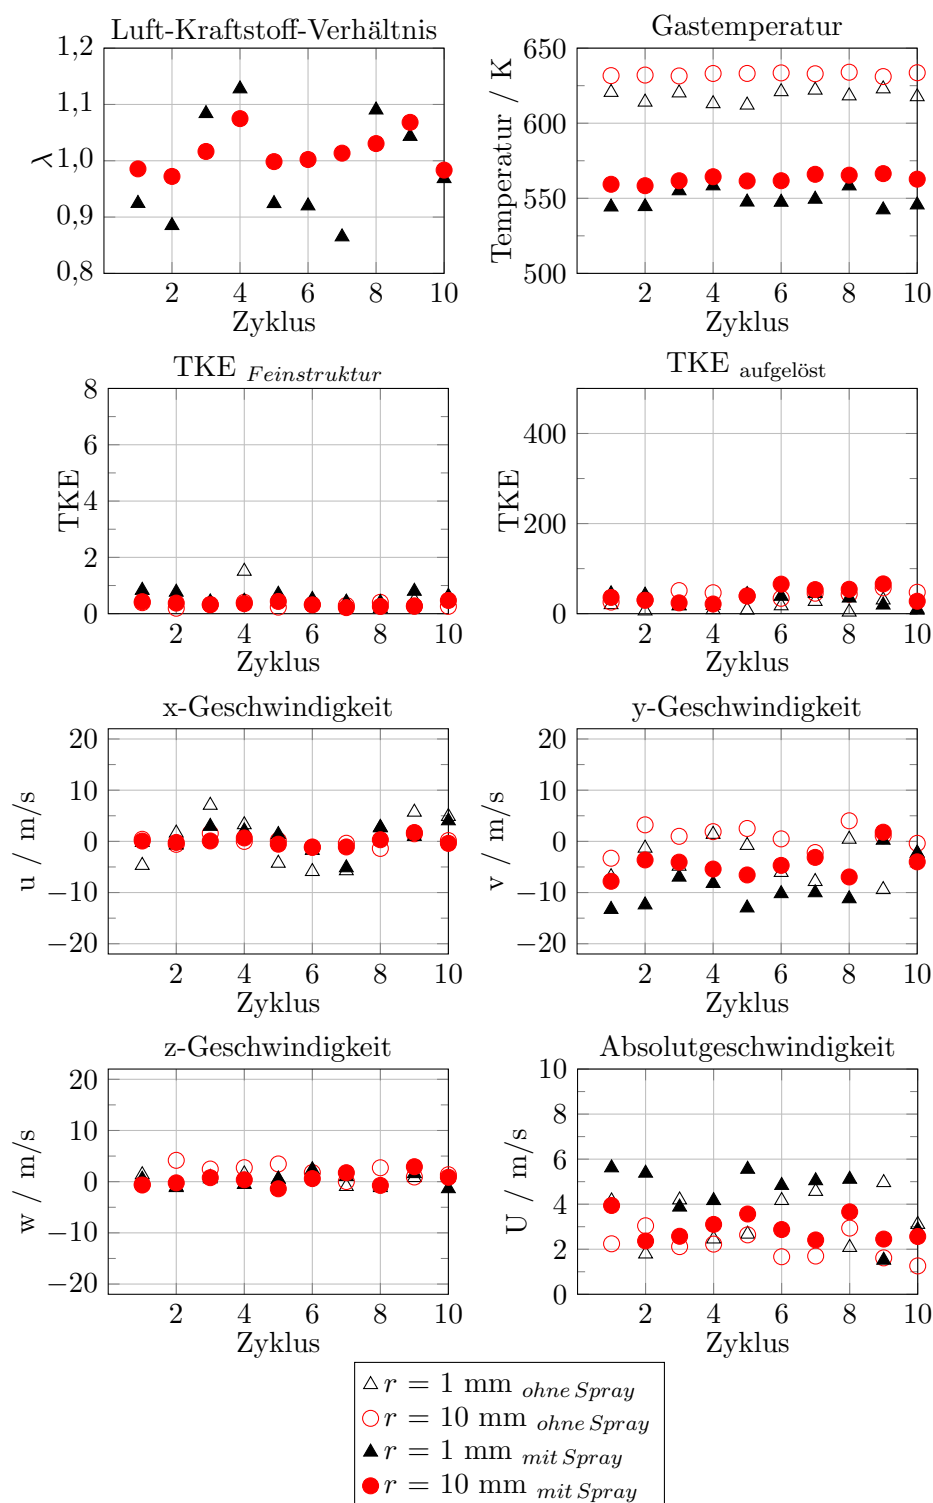 Luft-Kraftstoff-Verhältnis
1,2
1,1
1,0
0,9
0,8
λ
2 4 6 8 10
Zyklus
Gastemperatur
650
600
550
500
Temperatur / K
2 4 6 8 10
Zyklus
TKE Feinstruktur
8
6
4
2
0
TKE
2 4 6 8 10
Zyklus
TKE aufgelöst
400
200
0
TKE
2 4 6 8 10
Zyklus
x-Geschwindigkeit
20
10
0
−10
−20
u / m/s
2 4 6 8 10
Zyklus
y-Geschwindigkeit
20
10
0
−10
−20
v / m/s
2 4 6 8 10
Zyklus
z-Geschwindigkeit
20
10
0
−10
−20
w / m/s
2 4 6 8 10
Zyklus
Absolutgeschwindigkeit
10
8
6
4
2
0
U / m/s
2 4 6 8 10
Zyklus
r = 1 mm ohne Spray
r = 10 mm ohne Spray
r = 1 mm mit Spray
r = 10 mm mit Spray